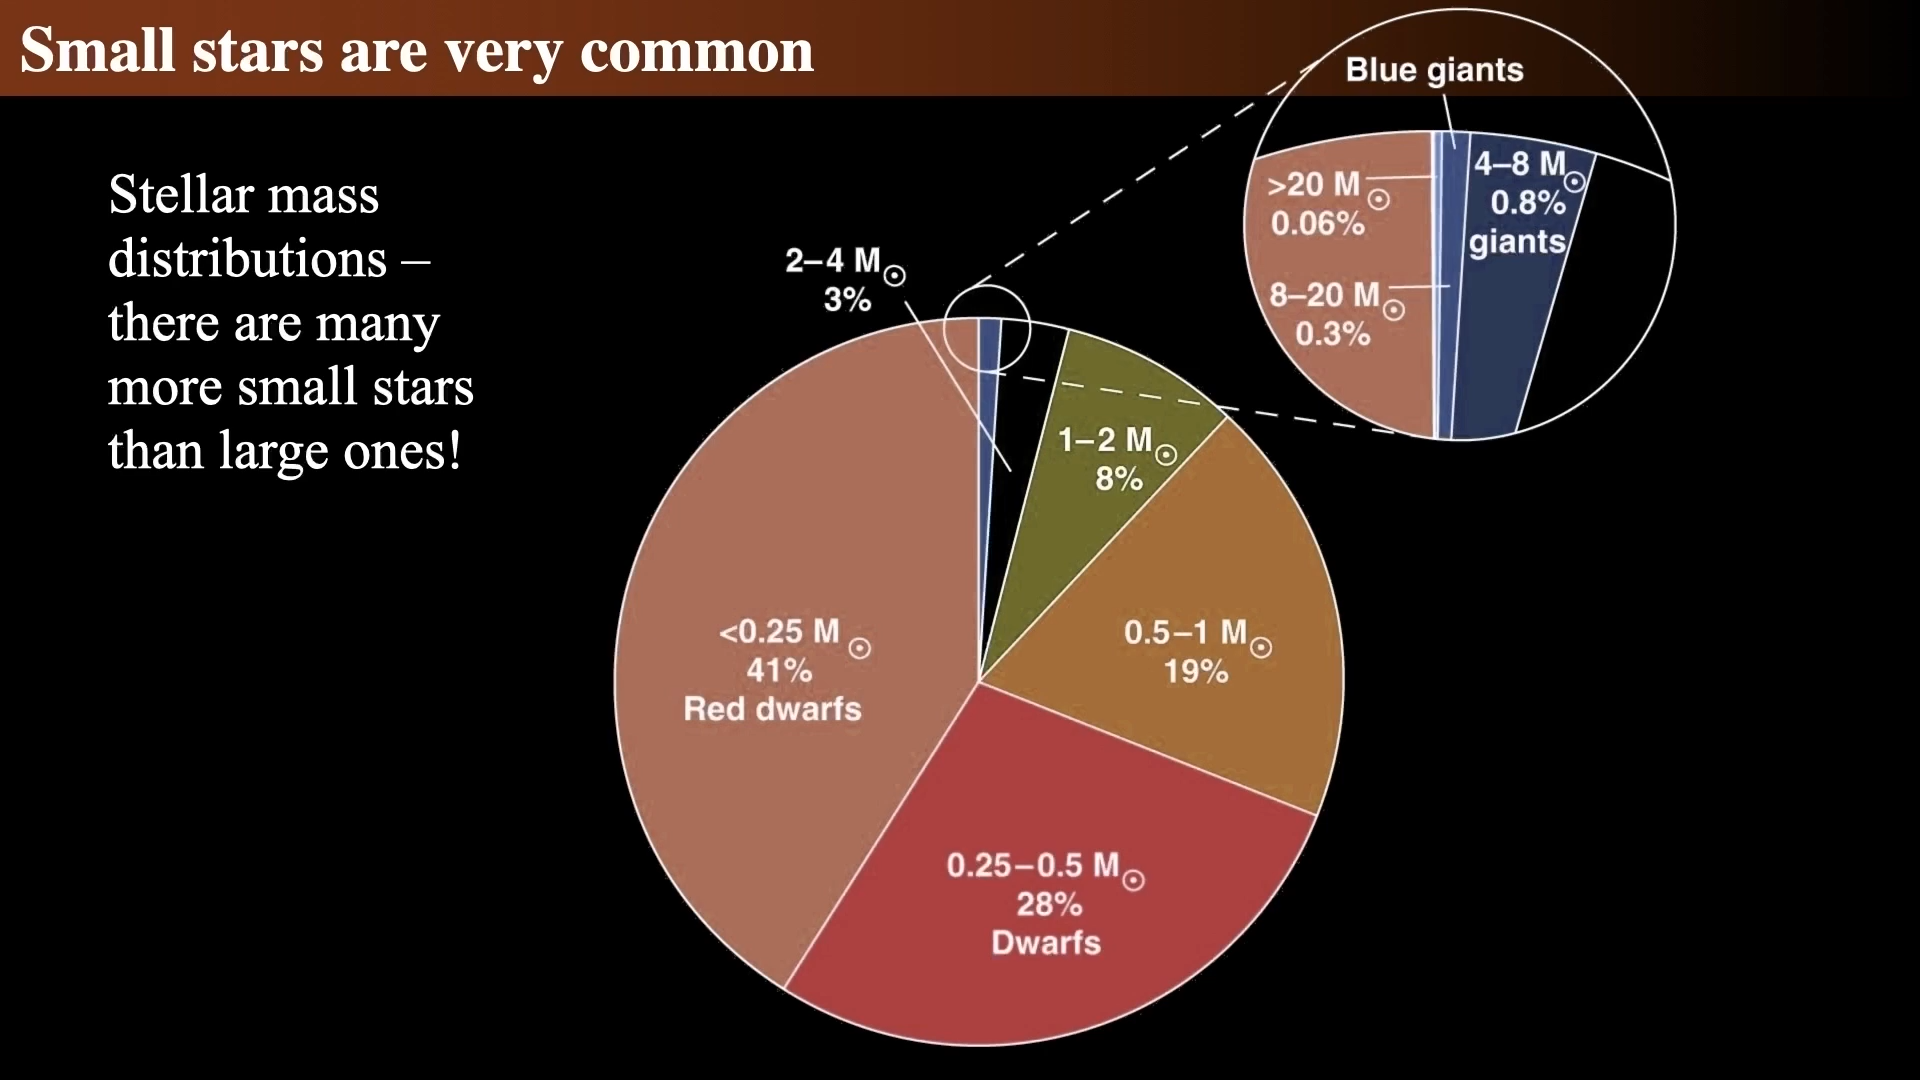 Small stars are very common
Stellar mass
distributions –
there are many
more small stars
than large ones!
Blue giants
>20 M☉
0.06%
8–20 M☉
0.3%
4–8 M☉
0.8%
giants
2–4 M☉
3%
1–2 M☉
8%
0.5–1 M☉
19%
<0.25 M☉
41%
Red dwarfs
0.25–0.5 M☉
28%
Dwarfs